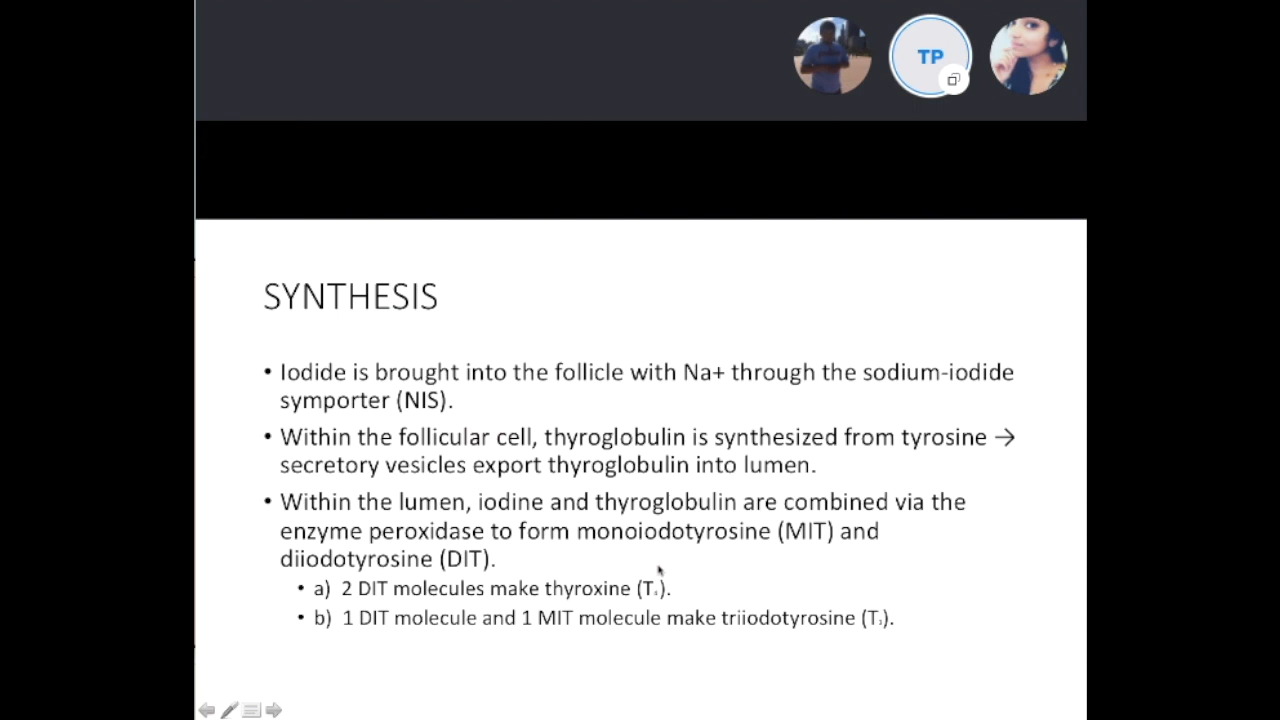 TP
SYNTHESIS
• Iodide is brought into the follicle with Na+ through the sodium-iodide
symporter (NIS).
• Within the follicular cell, thyroglobulin is synthesized from tyrosine →
secretory vesicles export thyroglobulin into lumen.
• Within the lumen, iodine and thyroglobulin are combined via the
enzyme peroxidase to form monoiodotyrosine (MIT) and
diiodotyrosine (DIT).
• a) 2 DIT molecules make thyroxine (T₄).
• b) 1 DIT molecule and 1 MIT molecule make triiodotyrosine (T₃).